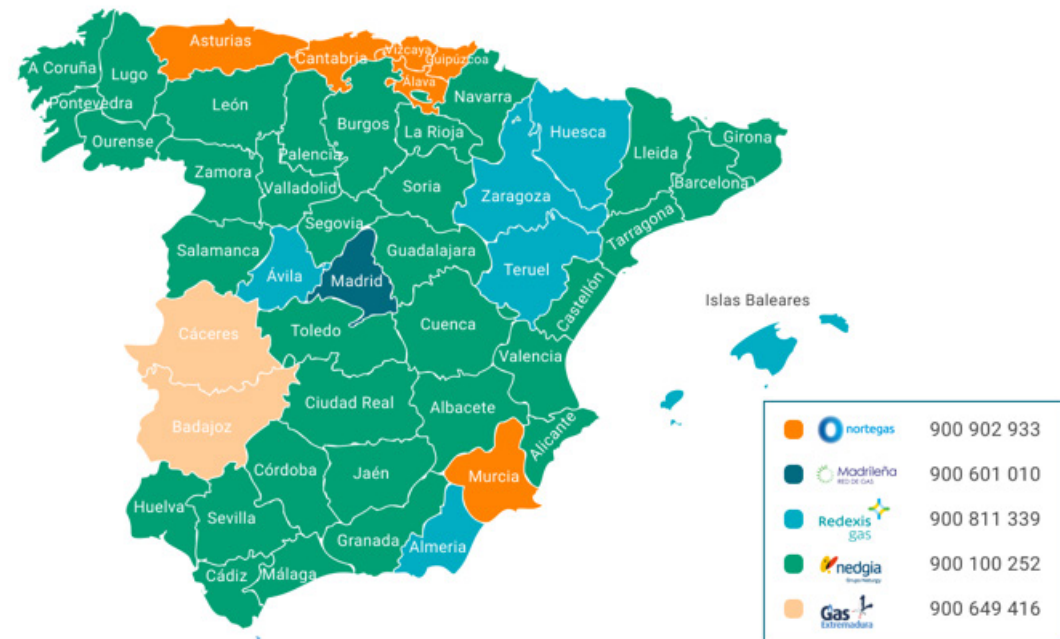 Asturias
Cantabria
Vizcaya
Guipúzcoa
Álava
A Coruña
Lugo
Pontevedra
Ourense
León
Palencia
Burgos
La Rioja
Navarra
Huesca
Lleida
Girona
Barcelona
Zamora
Valladolid
Soria
Zaragoza
Tarragona
Segovia
Salamanca
Ávila
Madrid
Guadalajara
Teruel
Castellón
Islas Baleares
Cáceres
Toledo
Cuenca
Valencia
Badajoz
Ciudad Real
Albacete
Alicante
Murcia
Córdoba
Jaén
Huelva
Sevilla
Granada
Almeria
Cádiz
Málaga
nortegas 900 902 933
Madrileña
RED DE GAS
900 601 010
Redexis
gas
900 811 339
nedgia
Grupo Naturgy
900 100 252
Gas
Extremadura
900 649 416